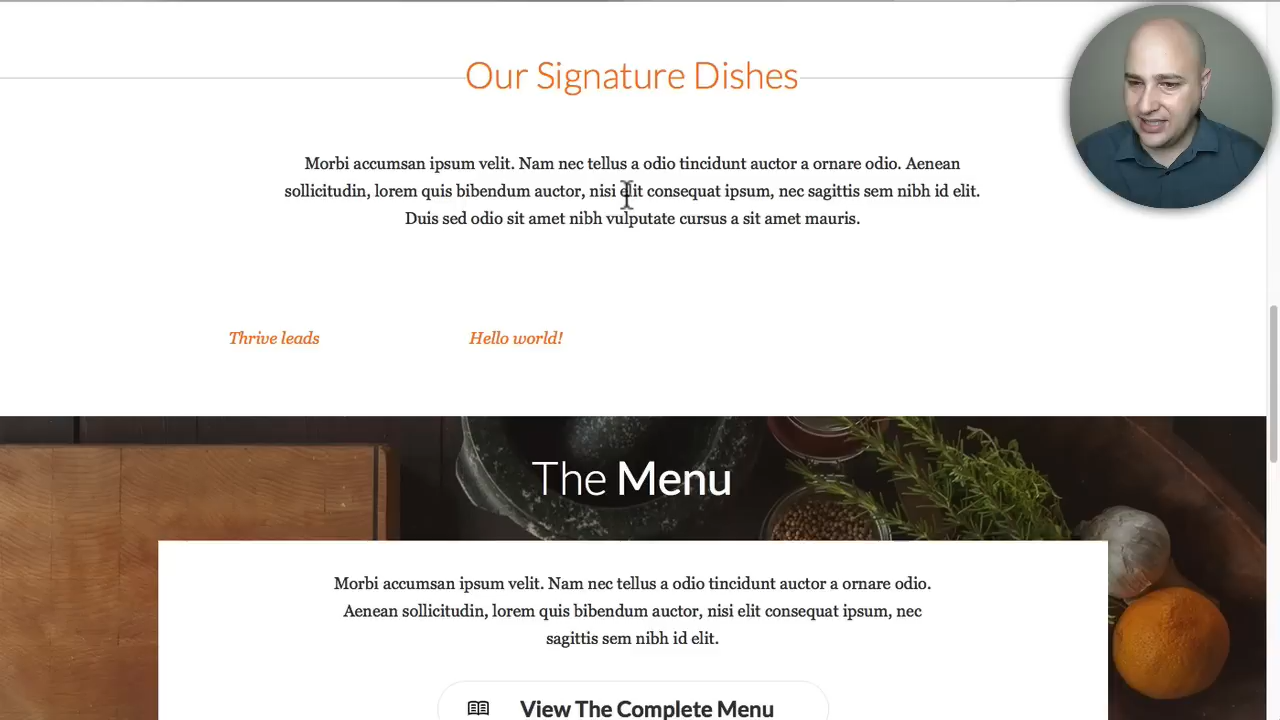 Our Signature Dishes
Morbi accumsan ipsum velit. Nam nec tellus a odio tincidunt auctor a ornare odio. Aenean
sollicitudin, lorem quis bibendum auctor, nisi elit consequat ipsum, nec sagittis sem nibh id elit.
Duis sed odio sit amet nibh vulputate cursus a sit amet mauris.
Thrive leads
Hello world!
The Menu
Morbi accumsan ipsum velit. Nam nec tellus a odio tincidunt auctor a ornare odio.
Aenean sollicitudin, lorem quis bibendum auctor, nisi elit consequat ipsum, nec
sagittis sem nibh id elit.
View The Complete Menu